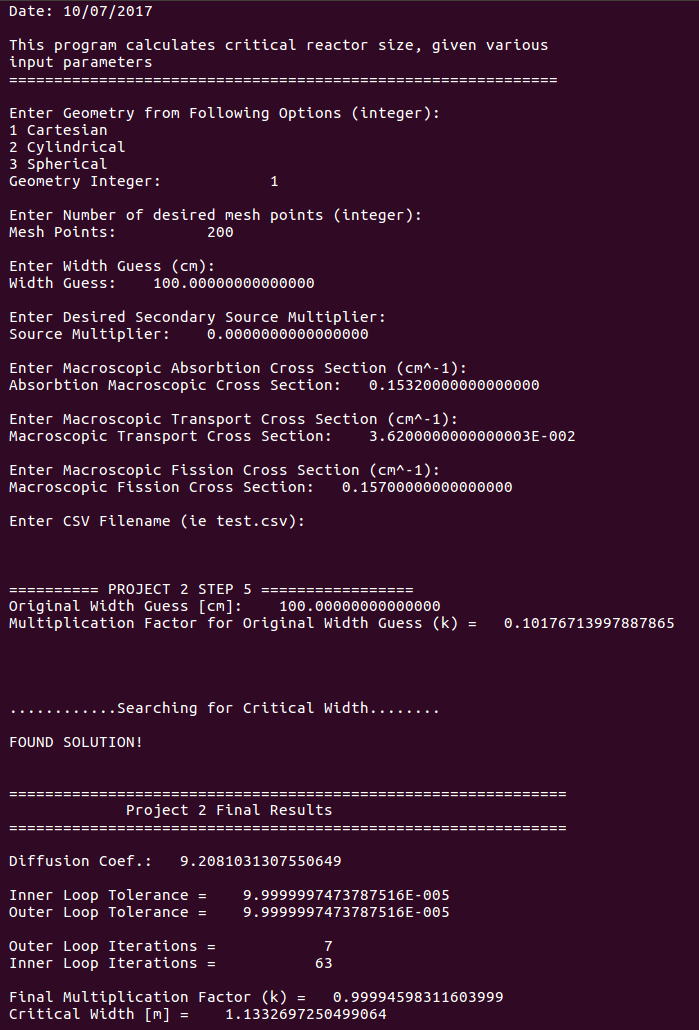 Date: 10/07/2017
This program calculates critical reactor size, given various
input parameters
=============================================================
Enter Geometry from Following Options (integer):
1 Cartesian
2 Cylindrical
3 Spherical
Geometry Integer:            1
Enter Number of desired mesh points (integer):
Mesh Points:          200
Enter Width Guess (cm):
Width Guess:    100.00000000000000
Enter Desired Secondary Source Multiplier:
Source Multiplier:    0.0000000000000000
Enter Macroscopic Absorbtion Cross Section (cm^-1):
Absorbtion Macroscopic Cross Section:   0.15320000000000000
Enter Macroscopic Transport Cross Section (cm^-1):
Macroscopic Transport Cross Section:    3.6200000000000003E-002
Enter Macroscopic Fission Cross Section (cm^-1):
Macroscopic Fission Cross Section:   0.15700000000000000
Enter CSV Filename (ie test.csv):
========== PROJECT 2 STEP 5 =================
Original Width Guess [cm]:    100.00000000000000
Multiplication Factor for Original Width Guess (k) =   0.10176713997887865
............Searching for Critical Width........
FOUND SOLUTION!
==============================================================
Project 2 Final Results
==============================================================
Diffusion Coef.:   9.2081031307550649
Inner Loop Tolerance =    9.9999997473787516E-005
Outer Loop Tolerance =    9.9999997473787516E-005
Outer Loop Iterations =            7
Inner Loop Iterations =           63
Final Multiplication Factor (k) =   0.99994598311603999
Critical Width [m] =    1.1332697250499064